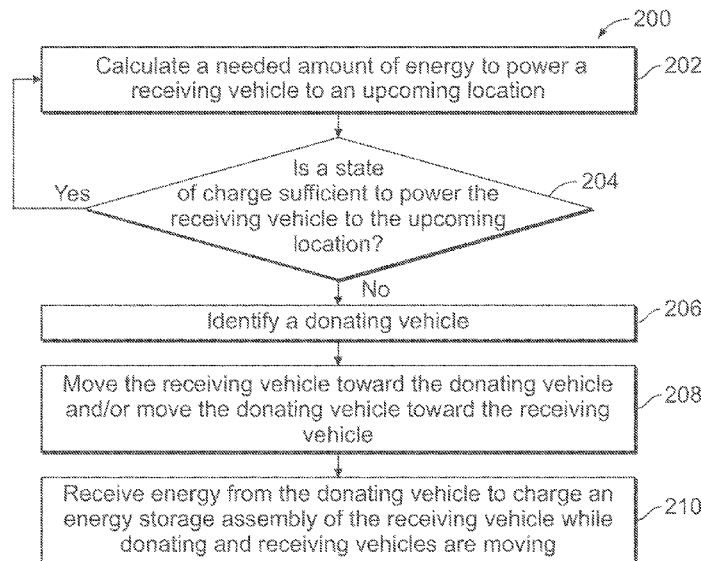 200
Calculate a needed amount of energy to power a
receiving vehicle to an upcoming location
202
Is a state
of charge sufficient to power the
receiving vehicle to the upcoming
location?
204
Yes
No
Identify a donating vehicle
206
Move the receiving vehicle toward the donating vehicle
and/or move the donating vehicle toward the receiving
vehicle
208
Receive energy from the donating vehicle to charge an
energy storage assembly of the receiving vehicle while
donating and receiving vehicles are moving
210